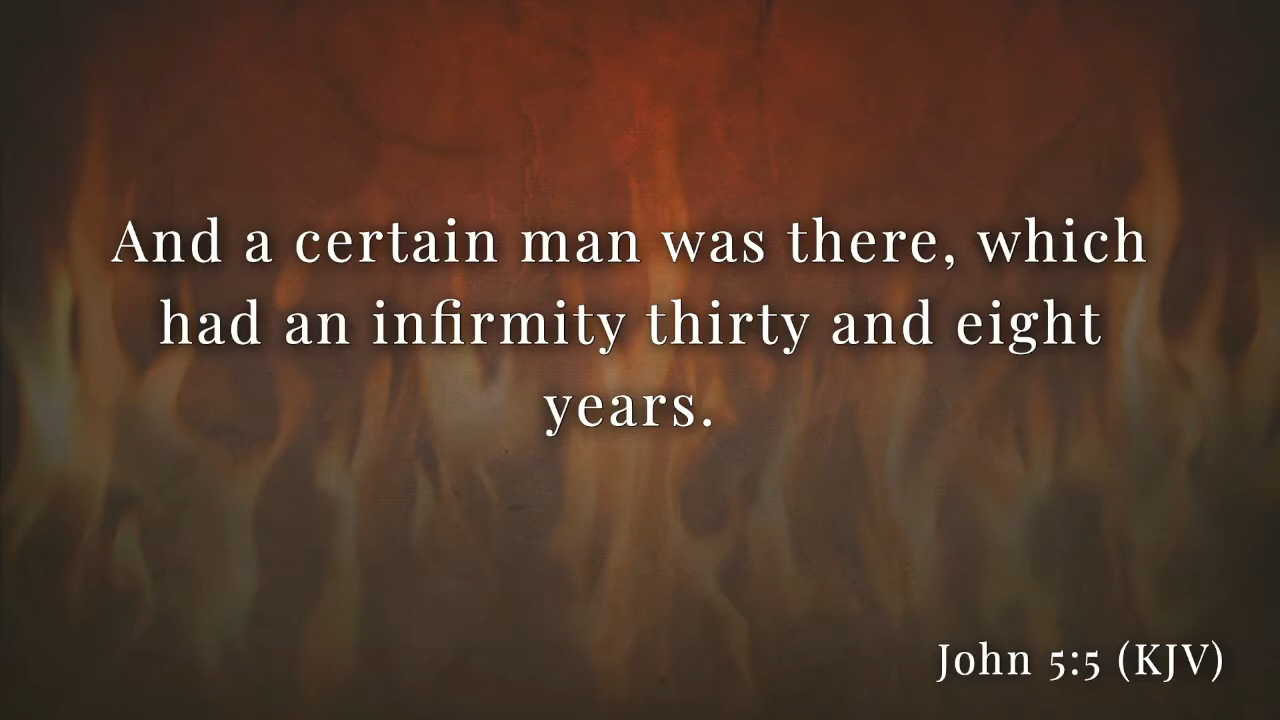 And a certain man was there, which
had an infirmity thirty and eight
years.
John 5:5 (KJV)